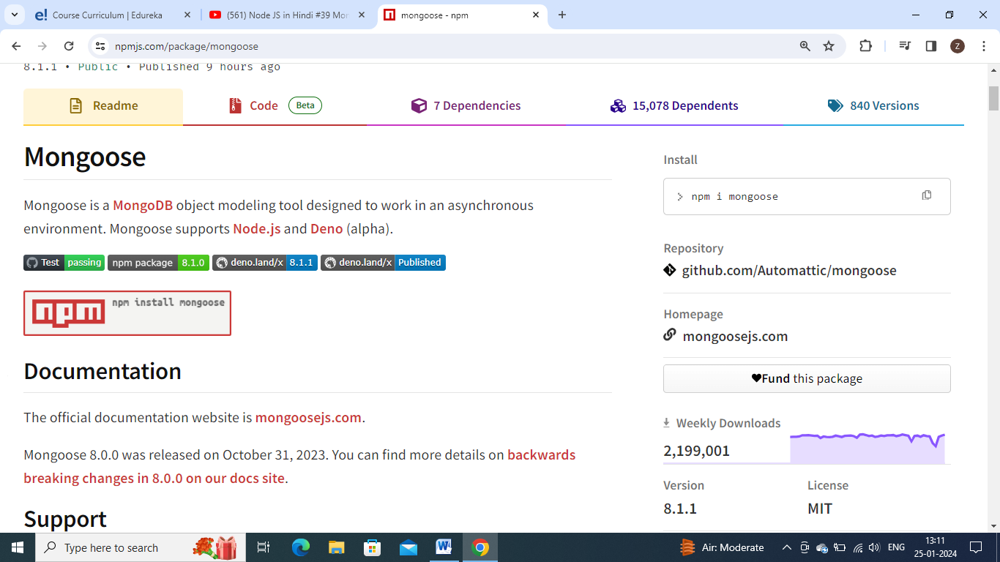 Course Curriculum | Edureka
(561) Node JS in Hindi #39 Mon
mongoose - npm
npmjs.com/package/mongoose
Z
8.1.1 • Public • Published 9 hours ago
Readme
Code Beta
7 Dependencies
15,078 Dependents
840 Versions
Mongoose
Mongoose is a MongoDB object modeling tool designed to work in an asynchronous
environment. Mongoose supports Node.js and Deno (alpha).
Test passing npm package 8.1.0 deno.land/x 8.1.1 deno.land/x Published
npm npm install mongoose
Documentation
The official documentation website is mongoosejs.com.
Mongoose 8.0.0 was released on October 31, 2023. You can find more details on backwards
breaking changes in 8.0.0 on our docs site.
Support
Install
> npm i mongoose
Repository
github.com/Automattic/mongoose
Homepage
mongoosejs.com
Fund this package
Weekly Downloads
2,199,001
Version
8.1.1
License
MIT
Type here to search
Air: Moderate
ENG
13:11
25-01-2024